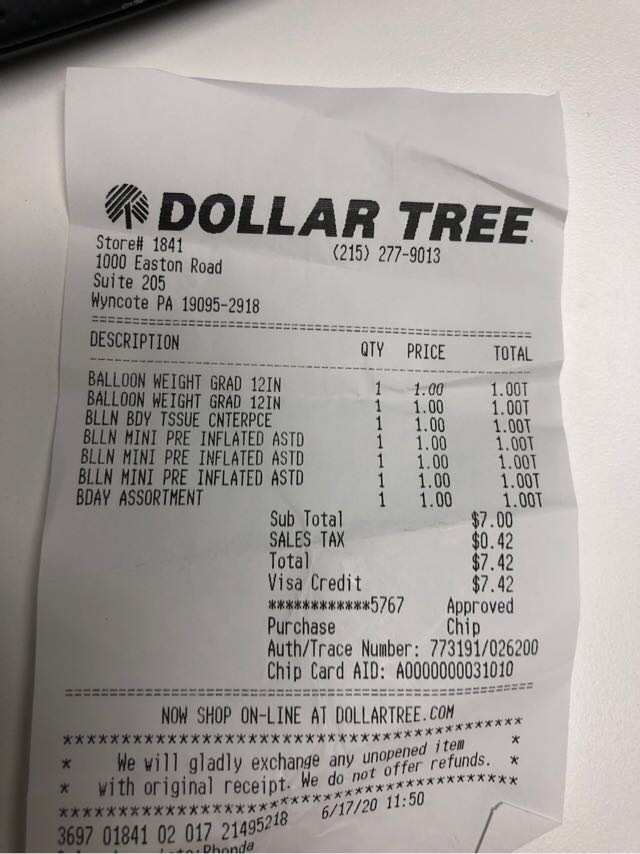 DOLLAR TREE
Store# 1841 (215) 277-9013
1000 Easton Road
Suite 205
Wyncote PA 19095-2918
DESCRIPTION QTY PRICE TOTAL
BALLOON WEIGHT GRAD 12IN 1 1.00 1.00T
BALLOON WEIGHT GRAD 12IN 1 1.00 1.00T
BLLN BDY TSSUE CNTERPCE 1 1.00 1.00T
BLLN MINI PRE INFLATED ASTD 1 1.00 1.00T
BLLN MINI PRE INFLATED ASTD 1 1.00 1.00T
BLLN MINI PRE INFLATED ASTD 1 1.00 1.00T
BDAY ASSORTMENT 1 1.00 1.00T
Sub Total $7.00
SALES TAX $0.42
Total $7.42
Visa Credit $7.42
************5767 Approved
Purchase Chip
Auth/Trace Number: 773191/026200
Chip Card AID: A0000000031010
NOW SHOP ON-LINE AT DOLLARTREE.COM
* We will gladly exchange any unopened item *
* with original receipt. We do not offer refunds. *
3697 01841 02 017 21495218 6/17/20 11:50
Rhonda